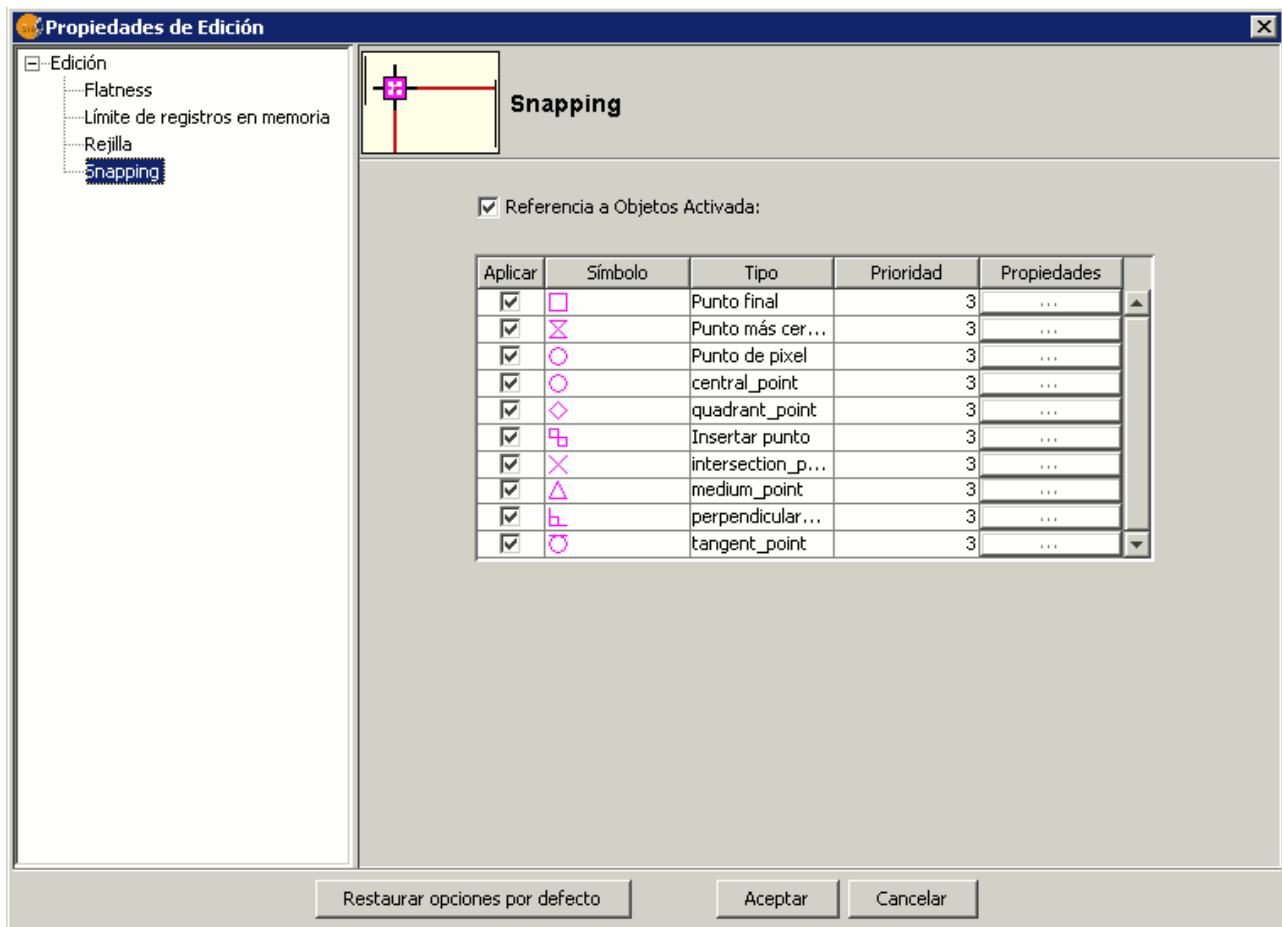 Propiedades de Edición
Edición
Flatness
Límite de registros en memoria
Rejilla
Snapping
Snapping
Referencia a Objetos Activada:
Aplicar Símbolo Tipo Prioridad Propiedades
Punto final 3 ...
Punto más cer... 3 ...
Punto de pixel 3 ...
central_point 3 ...
quadrant_point 3 ...
Insertar punto 3 ...
intersection_p... 3 ...
medium_point 3 ...
perpendicular... 3 ...
tangent_point 3 ...
Restaurar opciones por defecto Aceptar Cancelar